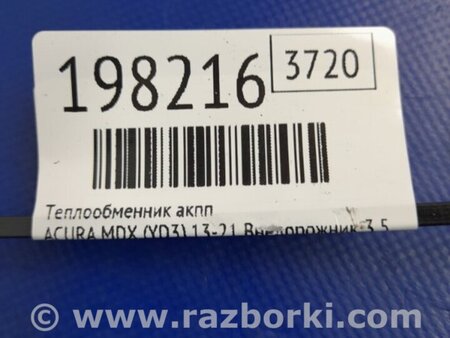 198216
3720
Теплообменник акпп
ACURA MDX (YD3) 13-21 Внедорожник 3.5
© www.razborki.com